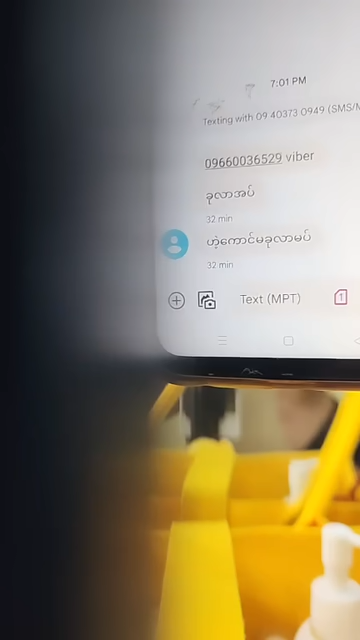 7:01 PM
Texting with 09 40373 0949 (SMS/M
09660036529 viber
ခုလာအပ်
32 min
ဟဲ့ကောင်မခုလာမပ်
32 min
Text (MPT)
1